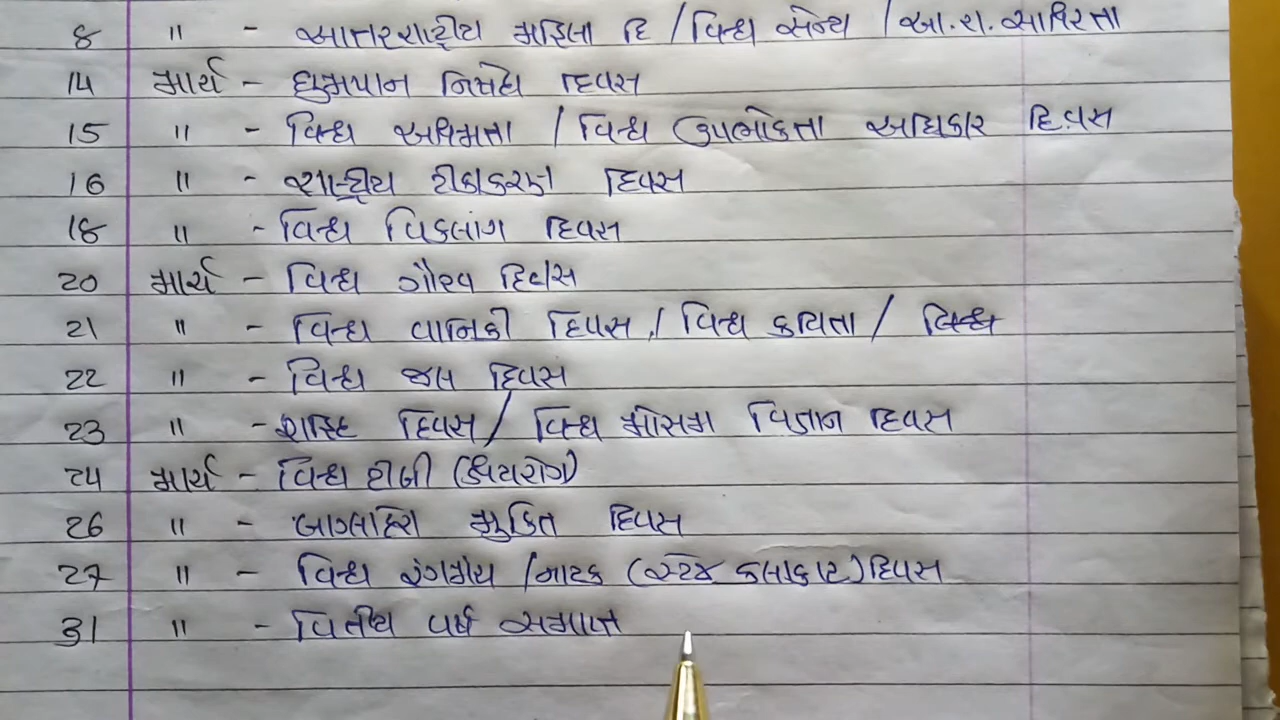 8 " - આંતરરાષ્ટ્રીય મહિલા દિ / વિશ્વ સૈન્ય / આ.રા. સાક્ષરતા
14 માર્ચ - ધુમ્રપાન નિષેધ દિવસ
15 " - વિશ્વ / વિશ્વ ઉપભોક્તા અધિકાર દિવસ
16 " - રાષ્ટ્રીય ટીકાકરણ દિવસ
18 " - વિશ્વ વિકલાંગ દિવસ
20 માર્ચ - વિશ્વ ગૌરવ દિવસ
21 " - વિશ્વ વાનિકી દિવસ / વિશ્વ કવિતા /
22 " - વિશ્વ જલ દિવસ
23 " - શહિદ દિવસ / વિશ્વ મૌસમ વિજ્ઞાન દિવસ
24 માર્ચ - વિશ્વ ટીબી (ક્ષયરોગ)
26 " - બાંગ્લાદેશ મુક્તિ દિવસ
27 " - વિશ્વ રંગમંચ / નાટક (સ્ટેજ કલાકાર) દિવસ
31 " - વિતીય વર્ષ સમાપ્ત